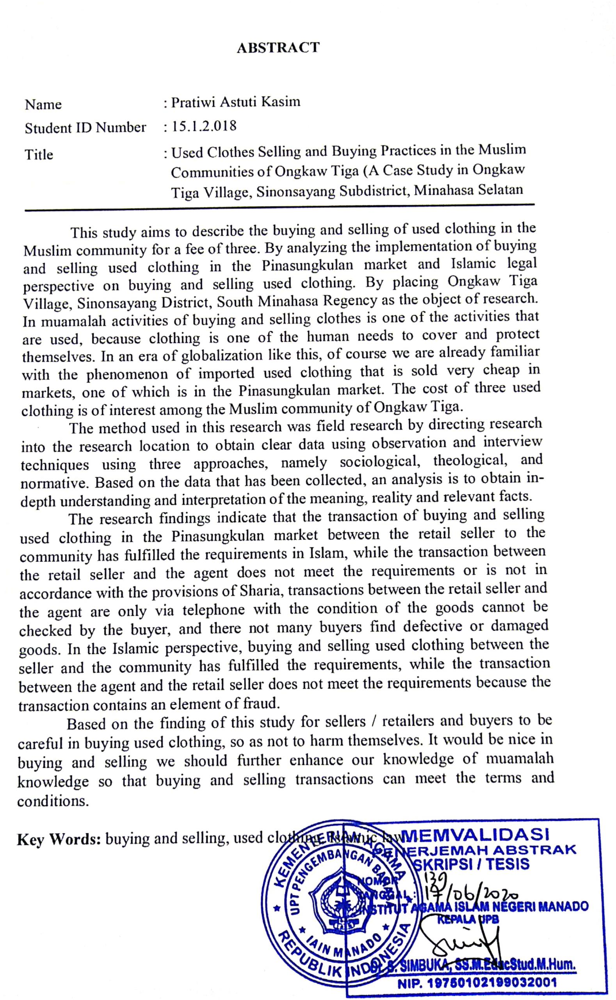 ABSTRACT
Name : Pratiwi Astuti Kasim
Student ID Number : 15.1.2.018
Title : Used Clothes Selling and Buying Practices in the Muslim
Communities of Ongkaw Tiga (A Case Study in Ongkaw
Tiga Village, Sinonsayang Subdistrict, Minahasa Selatan
This study aims to describe the buying and selling of used clothing in the
Muslim community for a fee of three. By analyzing the implementation of buying
and selling used clothing in the Pinasungkulan market and Islamic legal
perspective on buying and selling used clothing. By placing Ongkaw Tiga
Village, Sinonsayang District, South Minahasa Regency as the object of research.
In muamalah activities of buying and selling clothes is one of the activities that
are used, because clothing is one of the human needs to cover and protect
themselves. In an era of globalization like this, of course we are already familiar
with the phenomenon of imported used clothing that is sold very cheap in
markets, one of which is in the Pinasungkulan market. The cost of three used
clothing is of interest among the Muslim community of Ongkaw Tiga.
The method used in this research was field research by directing research
into the research location to obtain clear data using observation and interview
techniques using three approaches, namely sociological, theological, and
normative. Based on the data that has been collected, an analysis is to obtain in-
depth understanding and interpretation of the meaning, reality and relevant facts.
The research findings indicate that the transaction of buying and selling
used clothing in the Pinasungkulan market between the retail seller to the
community has fulfilled the requirements in Islam, while the transaction between
the retail seller and the agent does not meet the requirements or is not in
accordance with the provisions of Sharia, transactions between the retail seller and
the agent are only via telephone with the condition of the goods cannot be
checked by the buyer, and there not many buyers find defective or damaged
goods. In the Islamic perspective, buying and selling used clothing between the
seller and the community has fulfilled the requirements, while the transaction
between the agent and the retail seller does not meet the requirements because the
transaction contains an element of fraud.
Based on the finding of this study for sellers / retailers and buyers to be
careful in buying used clothing, so as not to harm themselves. It would be nice in
buying and selling we should further enhance our knowledge of muamalah
knowledge so that buying and selling transactions can meet the terms and
conditions.
Key Words: buying and selling, used clothing, Islamic law
KEMENTERIAN AGAMA
UPT PENGEMBANGAN BAHASA
IAIN MANADO
REPUBLIK INDONESIA
MEMVALIDASI
PENERJEMAH ABSTRAK
SKRIPSI / TESIS
NOMOR : 139
TANGGAL : 17/06/2020
INSTITUT AGAMA ISLAM NEGERI MANADO
KEPALA UPB
S. SIMBUKA, SS.M.EducStud.M.Hum.
NIP. 19750102199032001